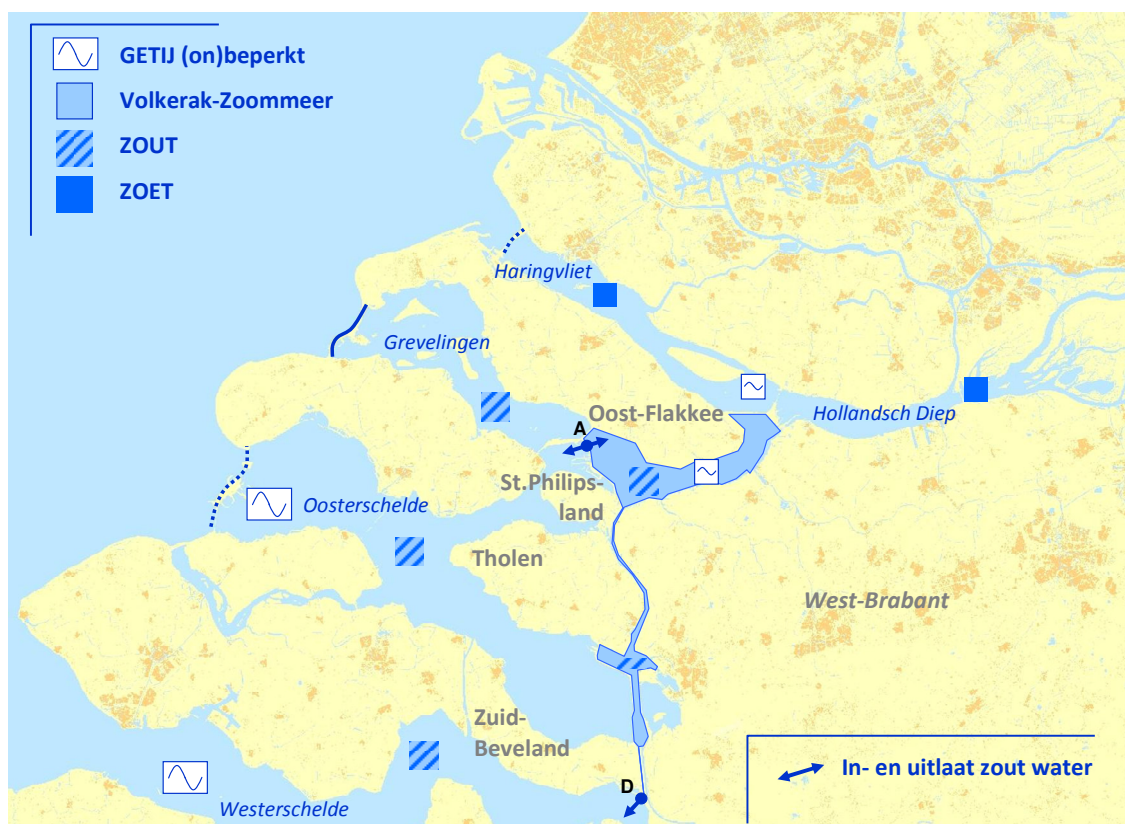 GETIJ (on)beperkt
Volkerak-Zoommeer
ZOUT
ZOET
Haringvliet
Grevelingen
Oost-Flakkee
Hollandsch Diep
A
St.Philips-
land
Oosterschelde
Tholen
West-Brabant
Zuid-
Beveland
In- en uitlaat zout water
D
Westerschelde